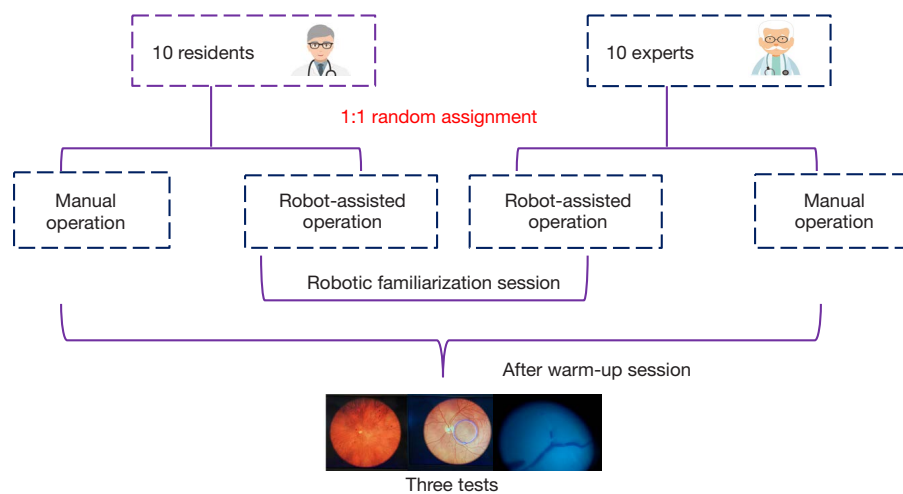 10 residents
10 experts
1:1 random assignment
Manual
operation
Robot-assisted
operation
Robot-assisted
operation
Manual
operation
Robotic familiarization session
After warm-up session
Three tests